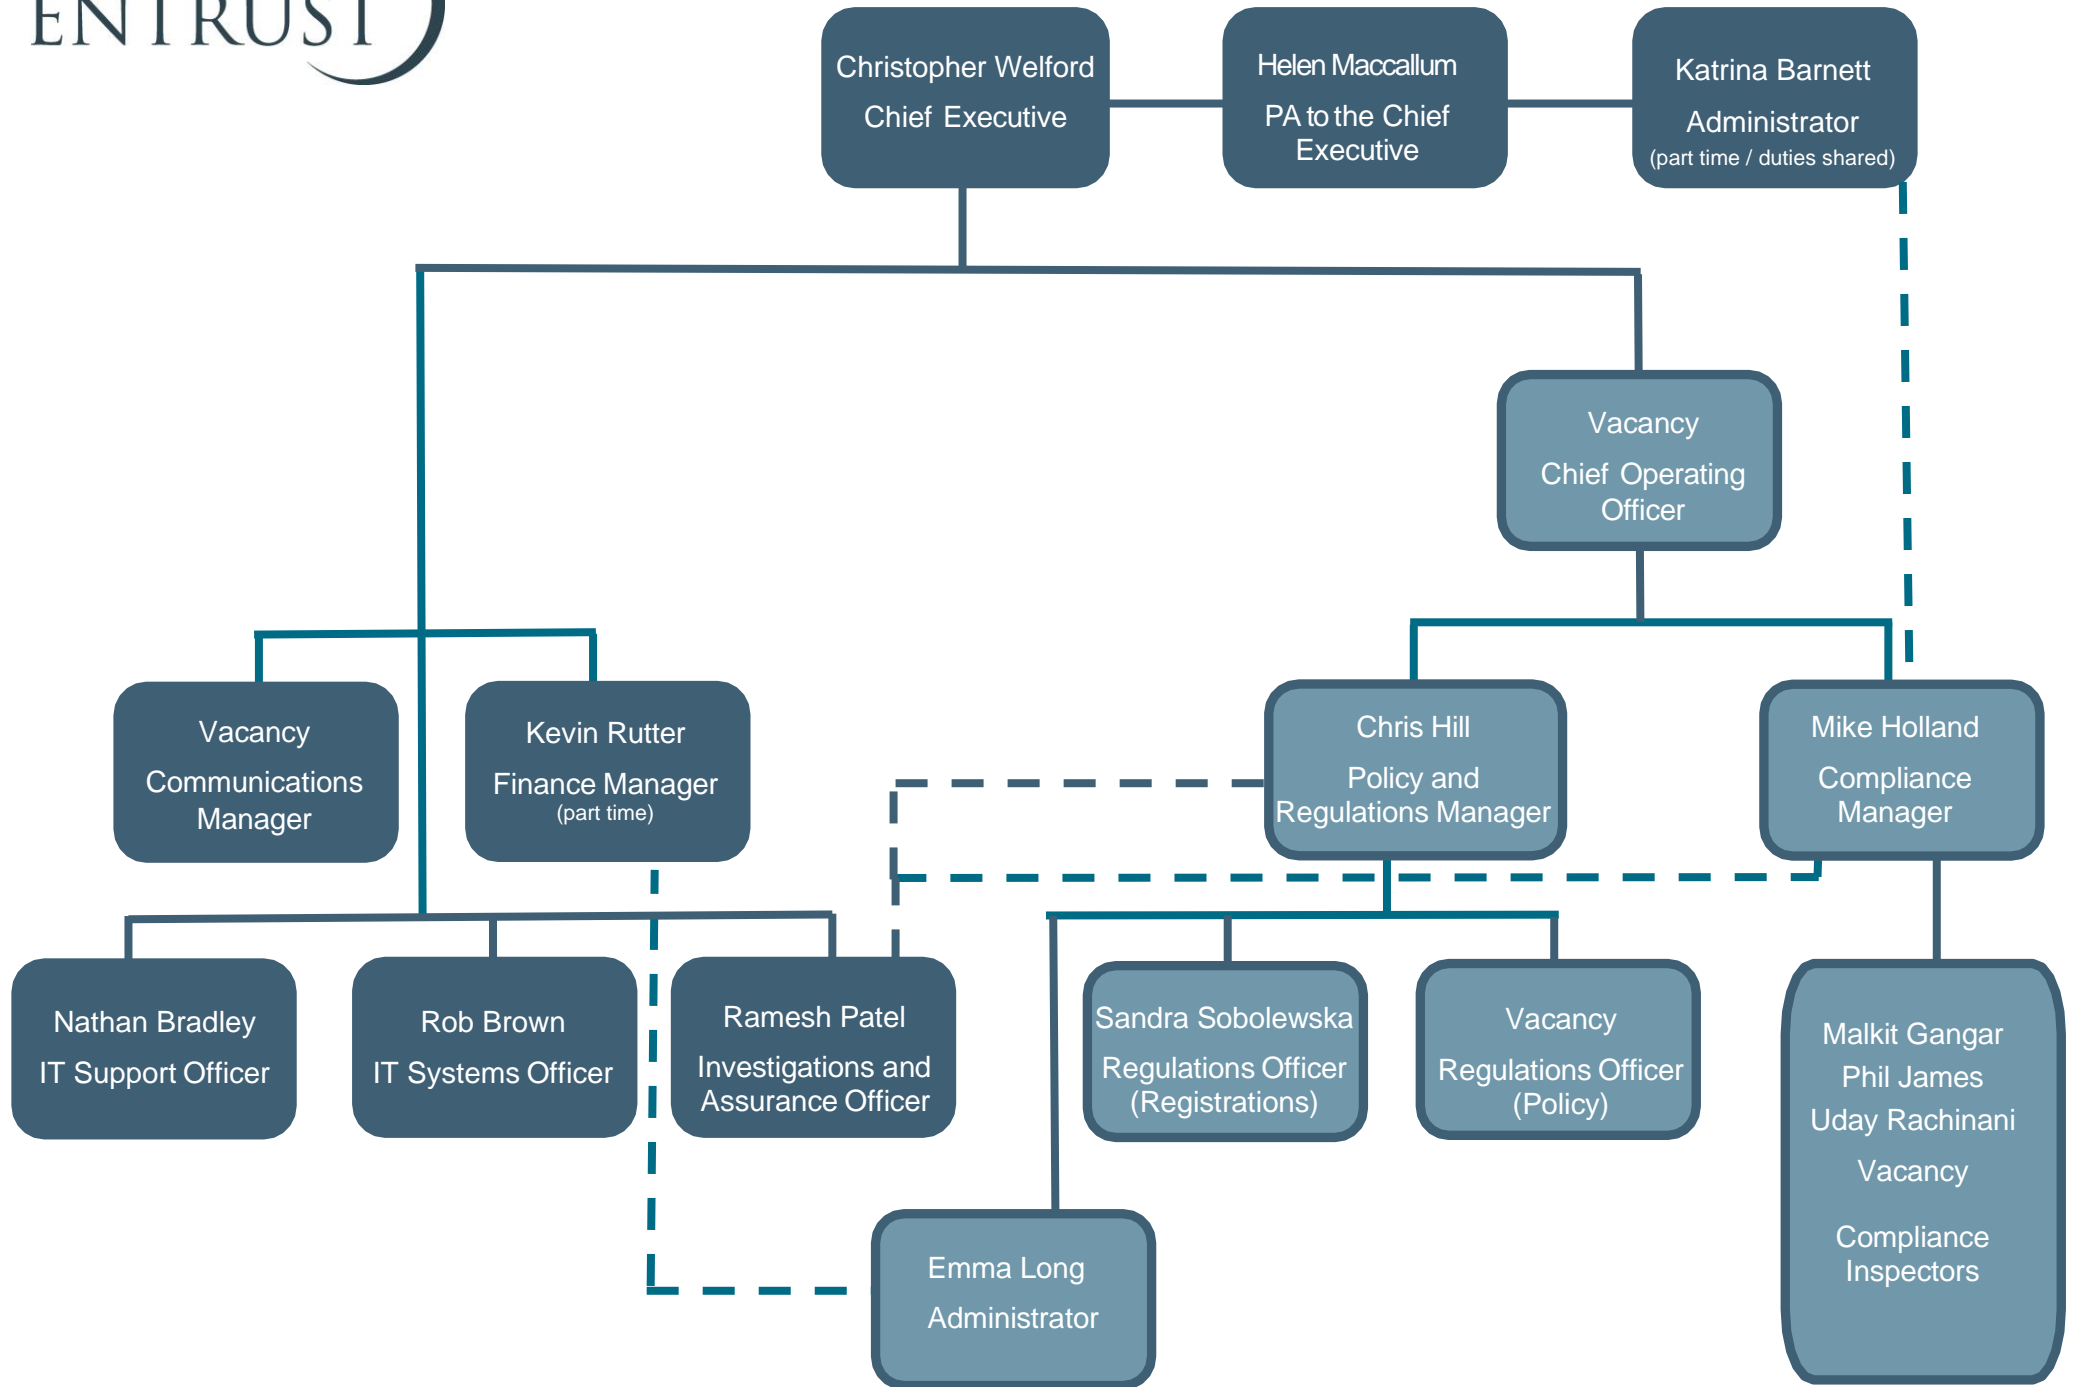 ENTRUST
Christopher Welford
Chief Executive
Helen Maccallum
PA to the Chief
Executive
Katrina Barnett
Administrator
(part time / duties shared)
Vacancy
Chief Operating
Officer
Vacancy
Communications
Manager
Kevin Rutter
Finance Manager
(part time)
Chris Hill
Policy and
Regulations Manager
Mike Holland
Compliance
Manager
Nathan Bradley
IT Support Officer
Rob Brown
IT Systems Officer
Ramesh Patel
Investigations and
Assurance Officer
Sandra Sobolewska
Regulations Officer
(Registrations)
Vacancy
Regulations Officer
(Policy)
Malkit Gangar
Phil James
Uday Rachinani
Vacancy
Compliance
Inspectors
Emma Long
Administrator